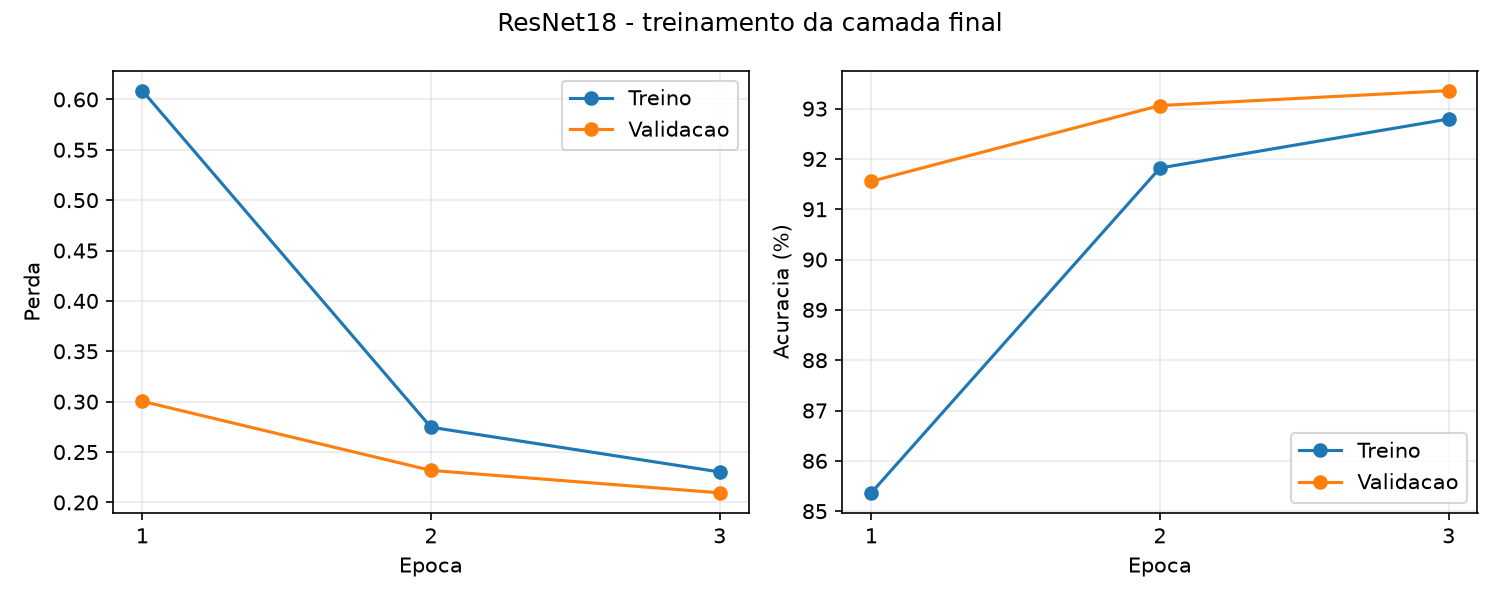 ResNet18 - treinamento da camada final
Perda
0.60
0.55
0.50
0.45
0.40
0.35
0.30
0.25
0.20
Treino
Validacao
1 2 3
Epoca
Acuracia (%)
93
92
91
90
89
88
87
86
85
Treino
Validacao
1 2 3
Epoca